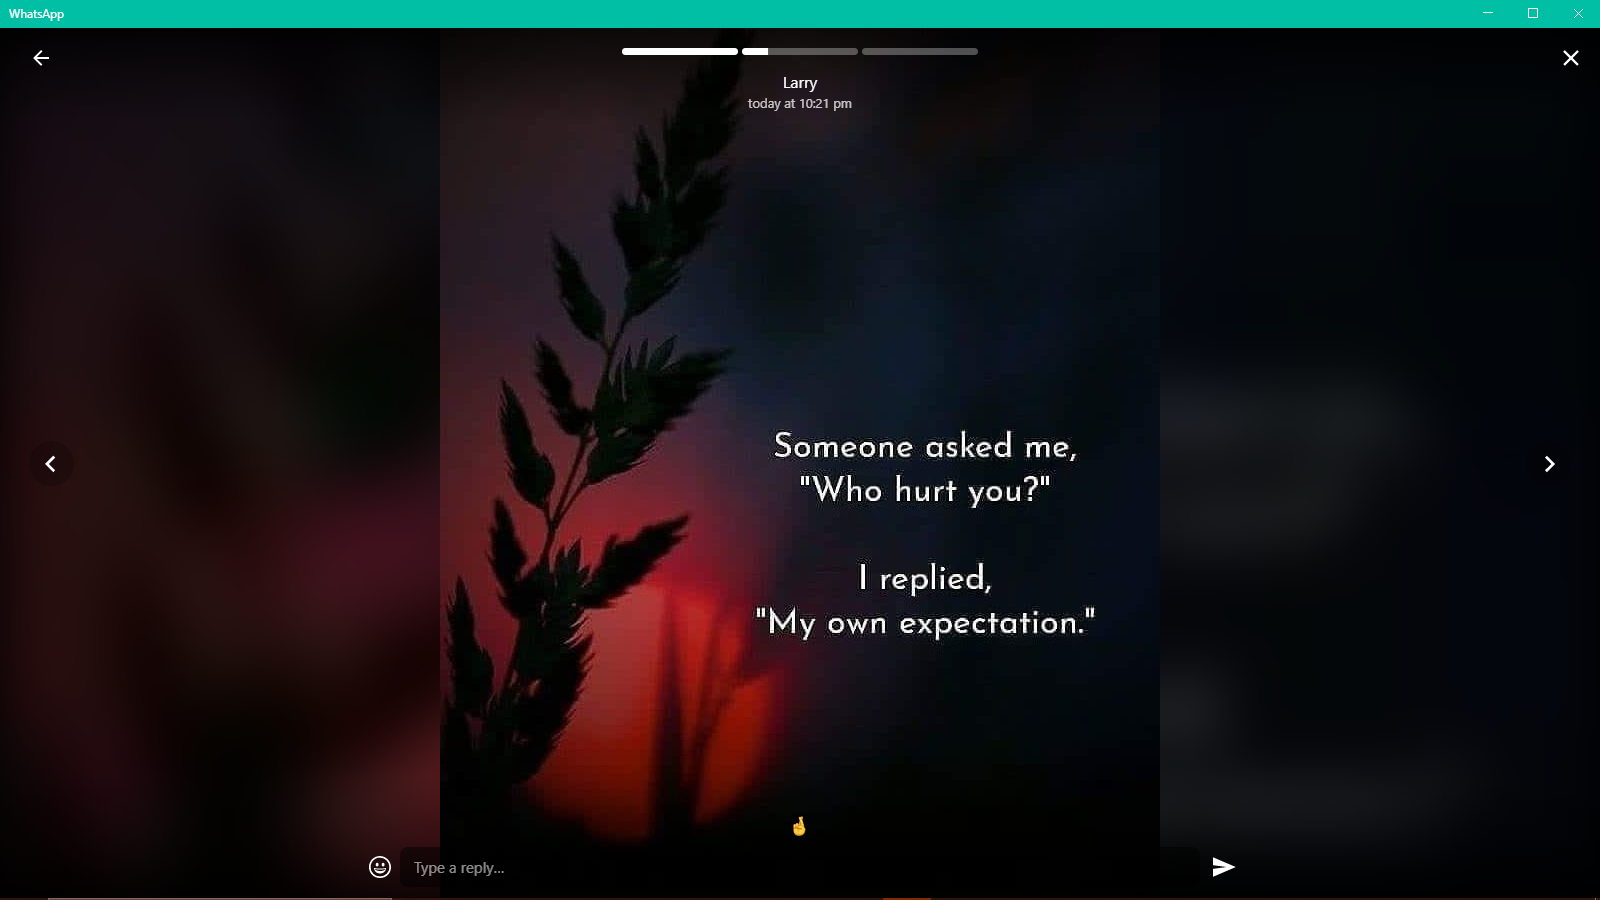 WhatsApp
Larry
today at 10:21 pm
Someone asked me,
"Who hurt you?"
I replied,
"My own expectation."
🤞
Type a reply...